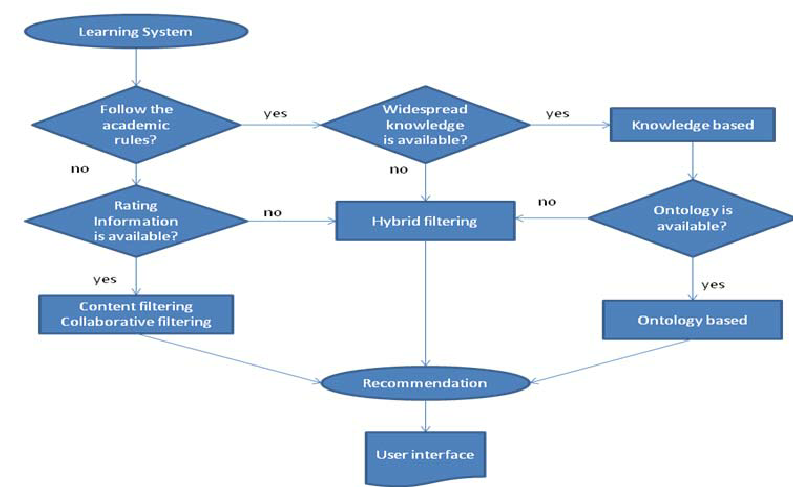 Learning System
Follow the
academic
rules?
yes
Widespread
knowledge
is available?
yes
Knowledge based
no
no
Rating
Information
is available?
no
Hybrid filtering
no
Ontology is
available?
yes
yes
Content filtering
Collaborative filtering
Ontology based
Recommendation
User interface